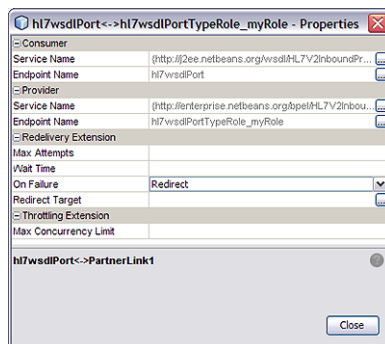 hl7wsdlPort<->hl7wsdlPortTypeRole_myRole - Properties
Consumer
Service Name {http://j2ee.netbeans.org/wsdl/HL7V2InboundPr... ...
Endpoint Name hl7wsdlPort
Provider
Service Name {http://enterprise.netbeans.org/bpel/HL7V2Inbou... ...
Endpoint Name hl7wsdlPortTypeRole_myRole ...
Redelivery Extension
Max Attempts
Wait Time
On Failure Redirect
Redirect Target ...
Throttling Extension
Max Concurrency Limit
hl7wsdlPort<->PartnerLink1
Close